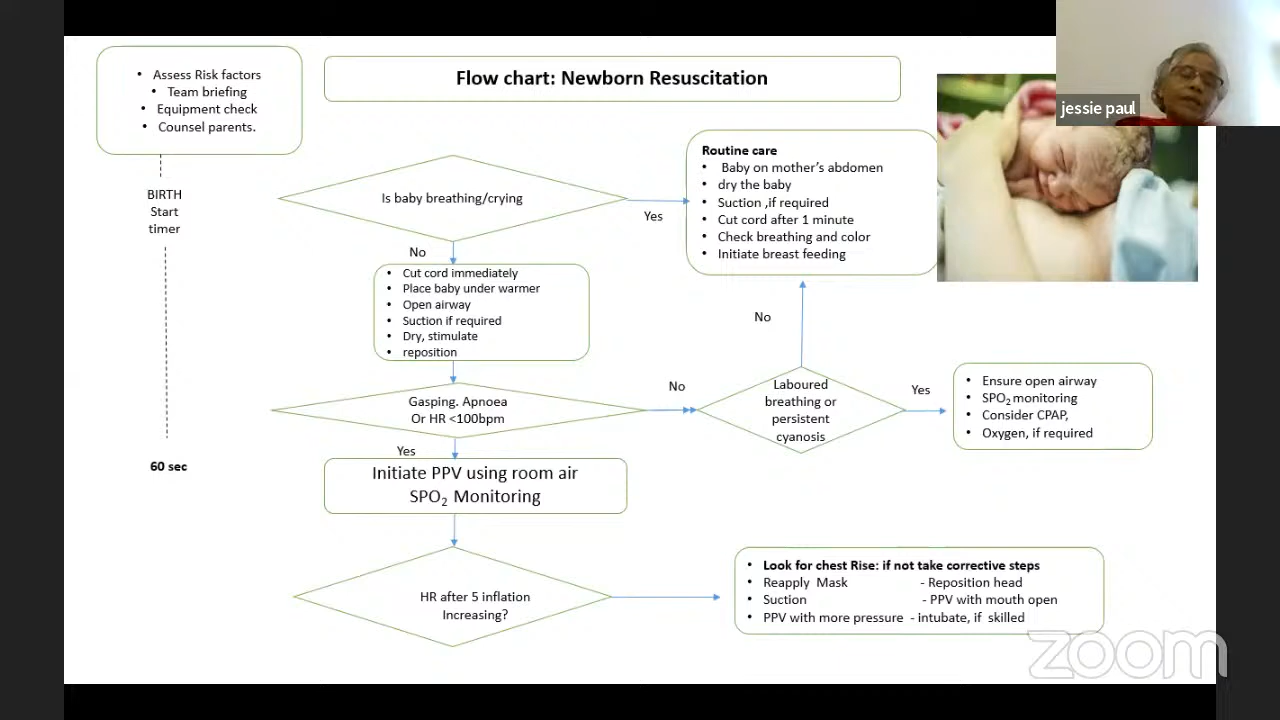 • Assess Risk factors
• Team briefing
• Equipment check
• Counsel parents.
Flow chart: Newborn Resuscitation
jessie paul
BIRTH
Start
timer
60 sec
Is baby breathing/crying
Yes
Routine care
• Baby on mother's abdomen
• dry the baby
• Suction ,if required
• Cut cord after 1 minute
• Check breathing and color
• Initiate breast feeding
No
• Cut cord immediately
• Place baby under warmer
• Open airway
• Suction if required
• Dry, stimulate
• reposition
Gasping. Apnoea
Or HR <100bpm
No
Laboured
breathing or
persistent
cyanosis
No
Yes
• Ensure open airway
• SPO₂ monitoring
• Consider CPAP,
• Oxygen, if required
Yes
Initiate PPV using room air
SPO₂ Monitoring
HR after 5 inflation
Increasing?
• Look for chest Rise: if not take corrective steps
• Reapply Mask - Reposition head
• Suction - PPV with mouth open
• PPV with more pressure - intubate, if skilled
zoom